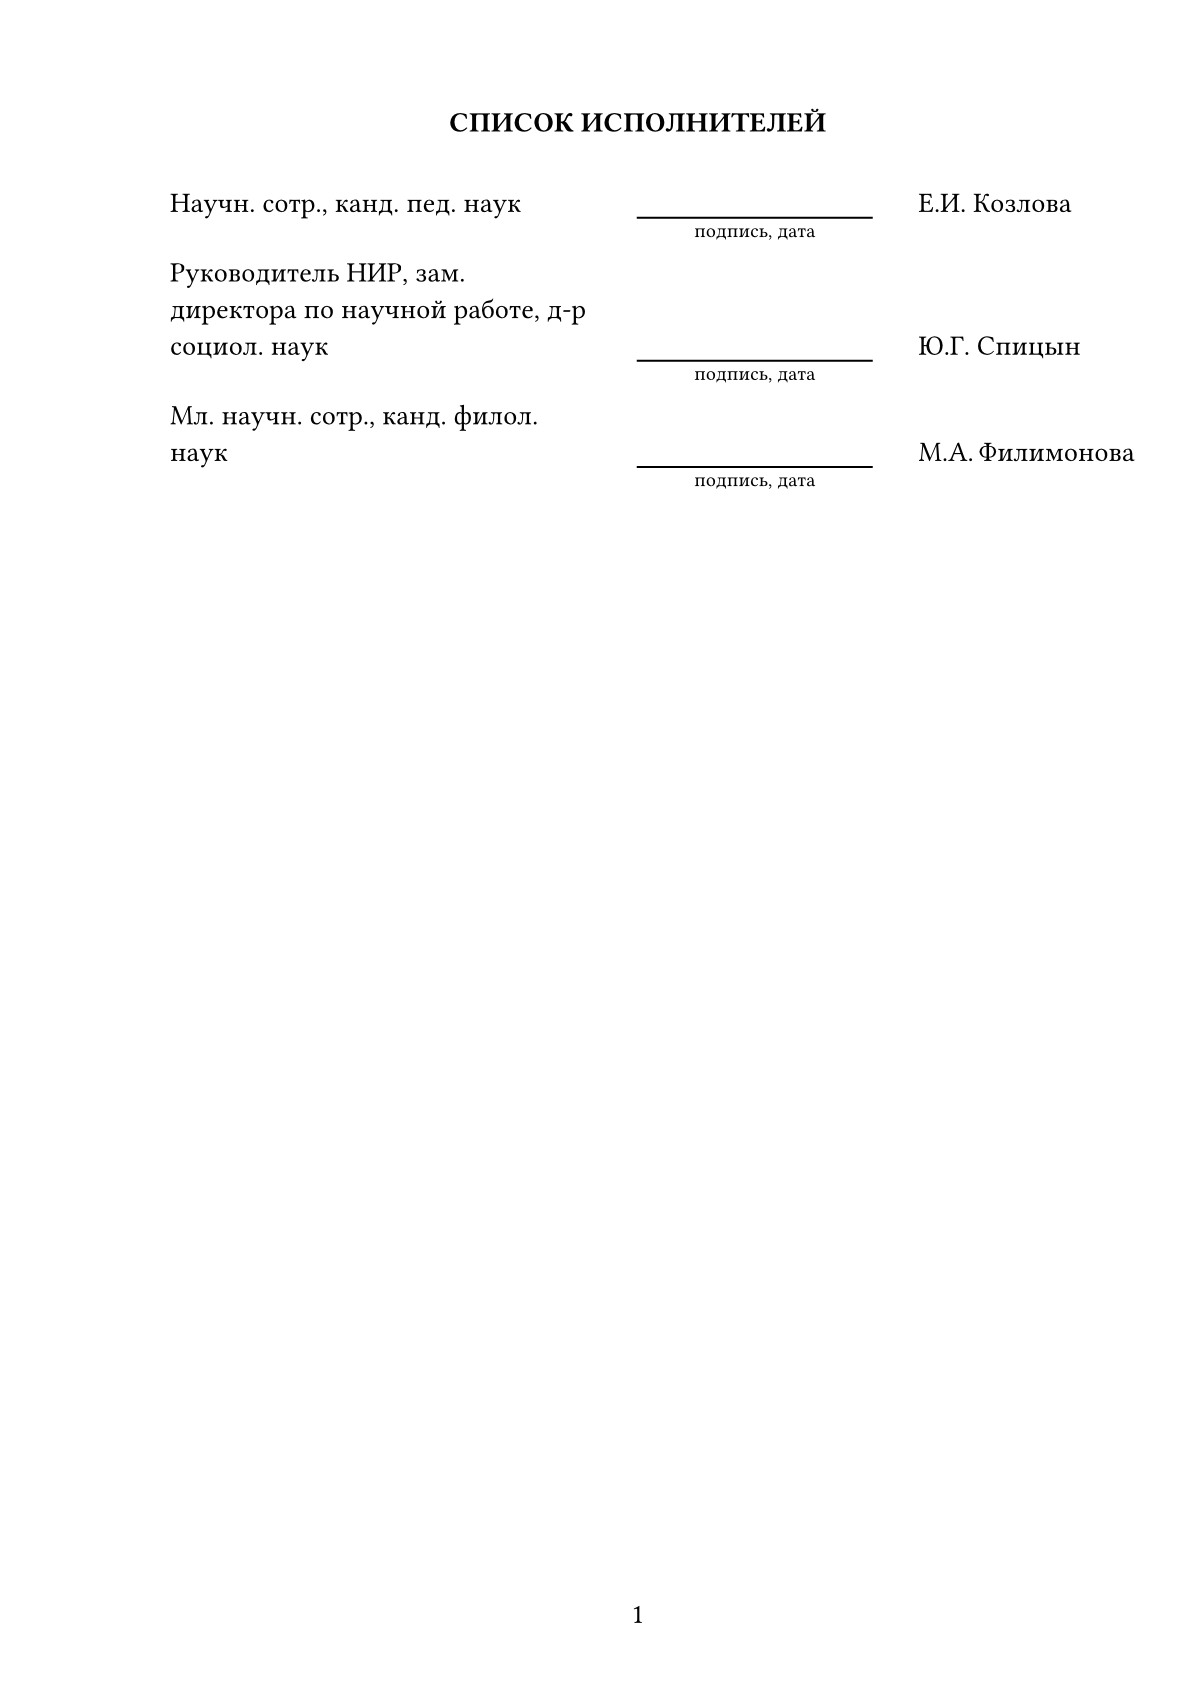 СПИСОК ИСПОЛНИТЕЛЕЙ
Научн. сотр., канд. пед. наук Е.И. Козлова
подпись, дата
Руководитель НИР, зам.
директора по научной работе, д-р
социол. наук Ю.Г. Спицын
подпись, дата
Мл. научн. сотр., канд. филол.
наук М.А. Филимонова
подпись, дата
1